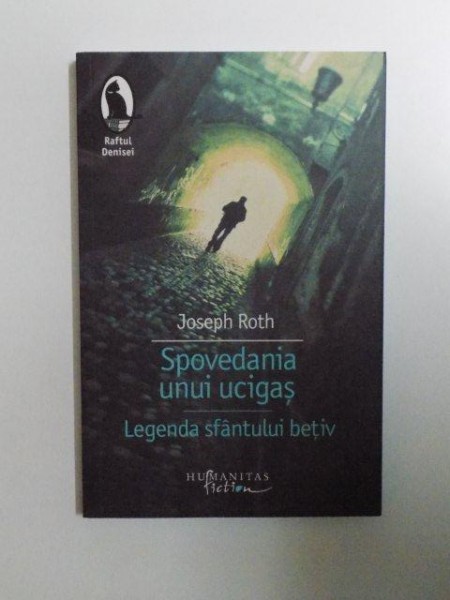 Raftul
Denisei
Joseph Roth
Spovedania
unui ucigaș
Legenda sfântului bețiv
HUMANITAS
fiction